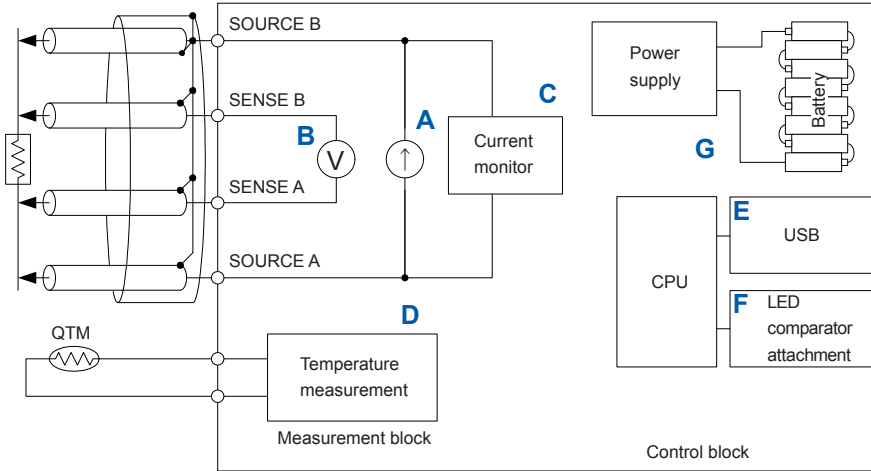 SOURCE B
SENSE B
B
V
A
SENSE A
SOURCE A
C
Current
monitor
Power
supply
Battery
G
CPU
E
USB
F
LED
comparator
attachment
D
QTM
Temperature
measurement
Measurement block
Control block